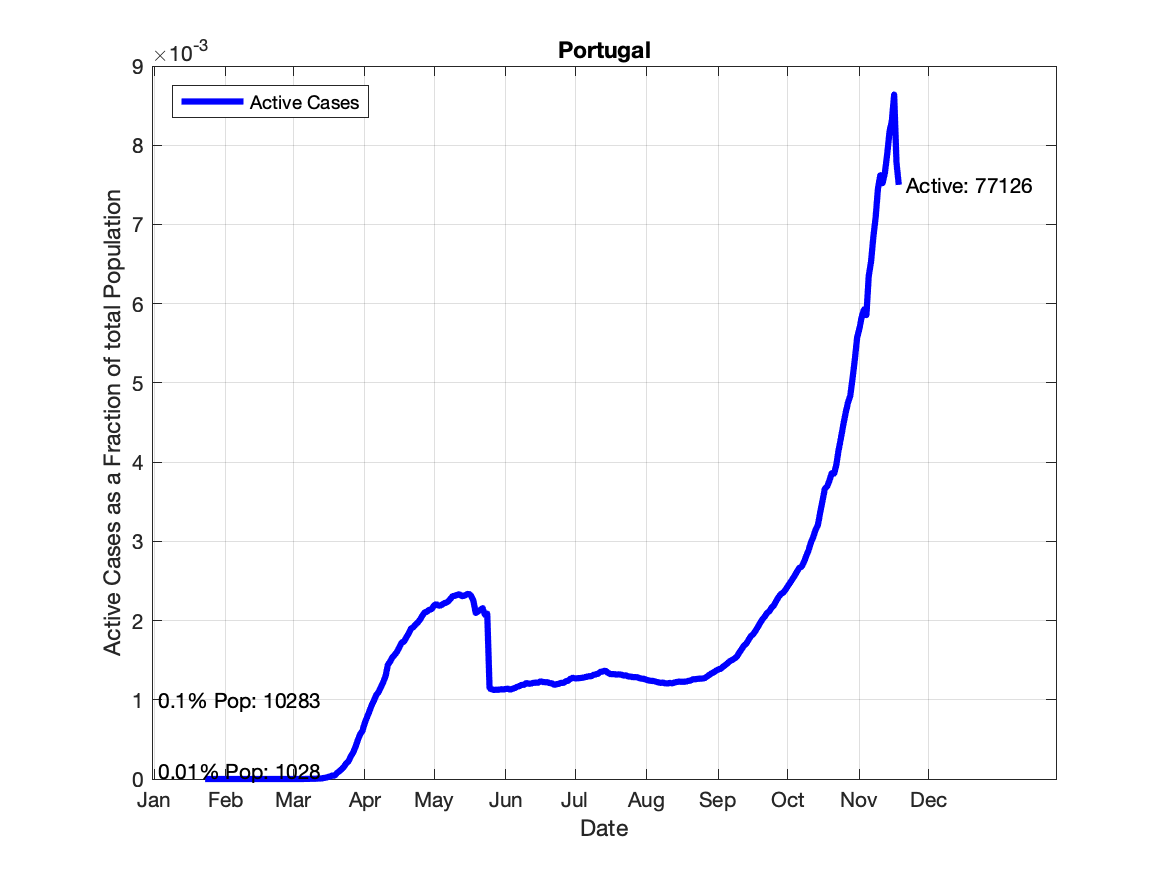 Portugal
×10-3
9
8
7
6
5
4
3
2
1
0
Active Cases as a Fraction of total Population
Active Cases
Active: 77126
0.1% Pop: 10283
0.01% Pop: 1028
Jan Feb Mar Apr May Jun Jul Aug Sep Oct Nov Dec
Date